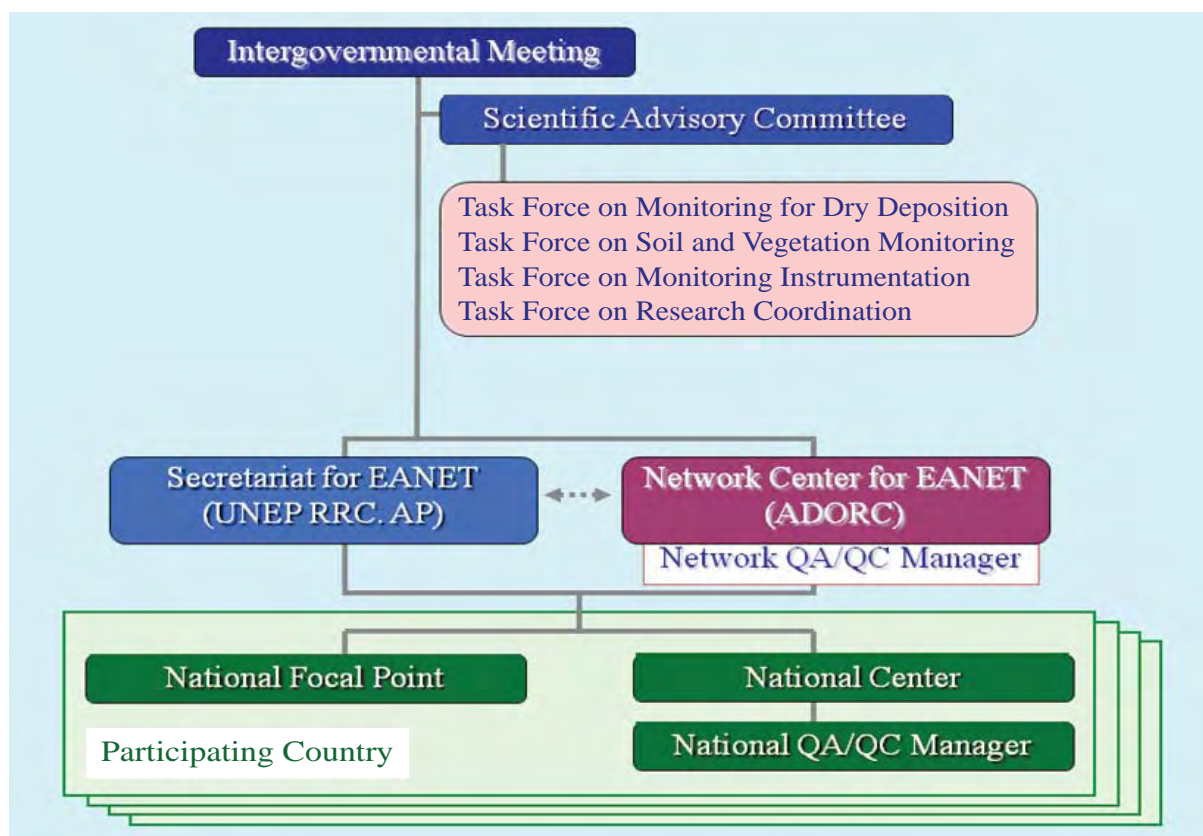 Intergovernmental Meeting
Scientific Advisory Committee
Task Force on Monitoring for Dry Deposition
Task Force on Soil and Vegetation Monitoring
Task Force on Monitoring Instrumentation
Task Force on Research Coordination
Secretariat for EANET
(UNEP RRC. AP)
Network Center for EANET
(ADORC)
Network QA/QC Manager
National Focal Point
National Center
National QA/QC Manager
Participating Country